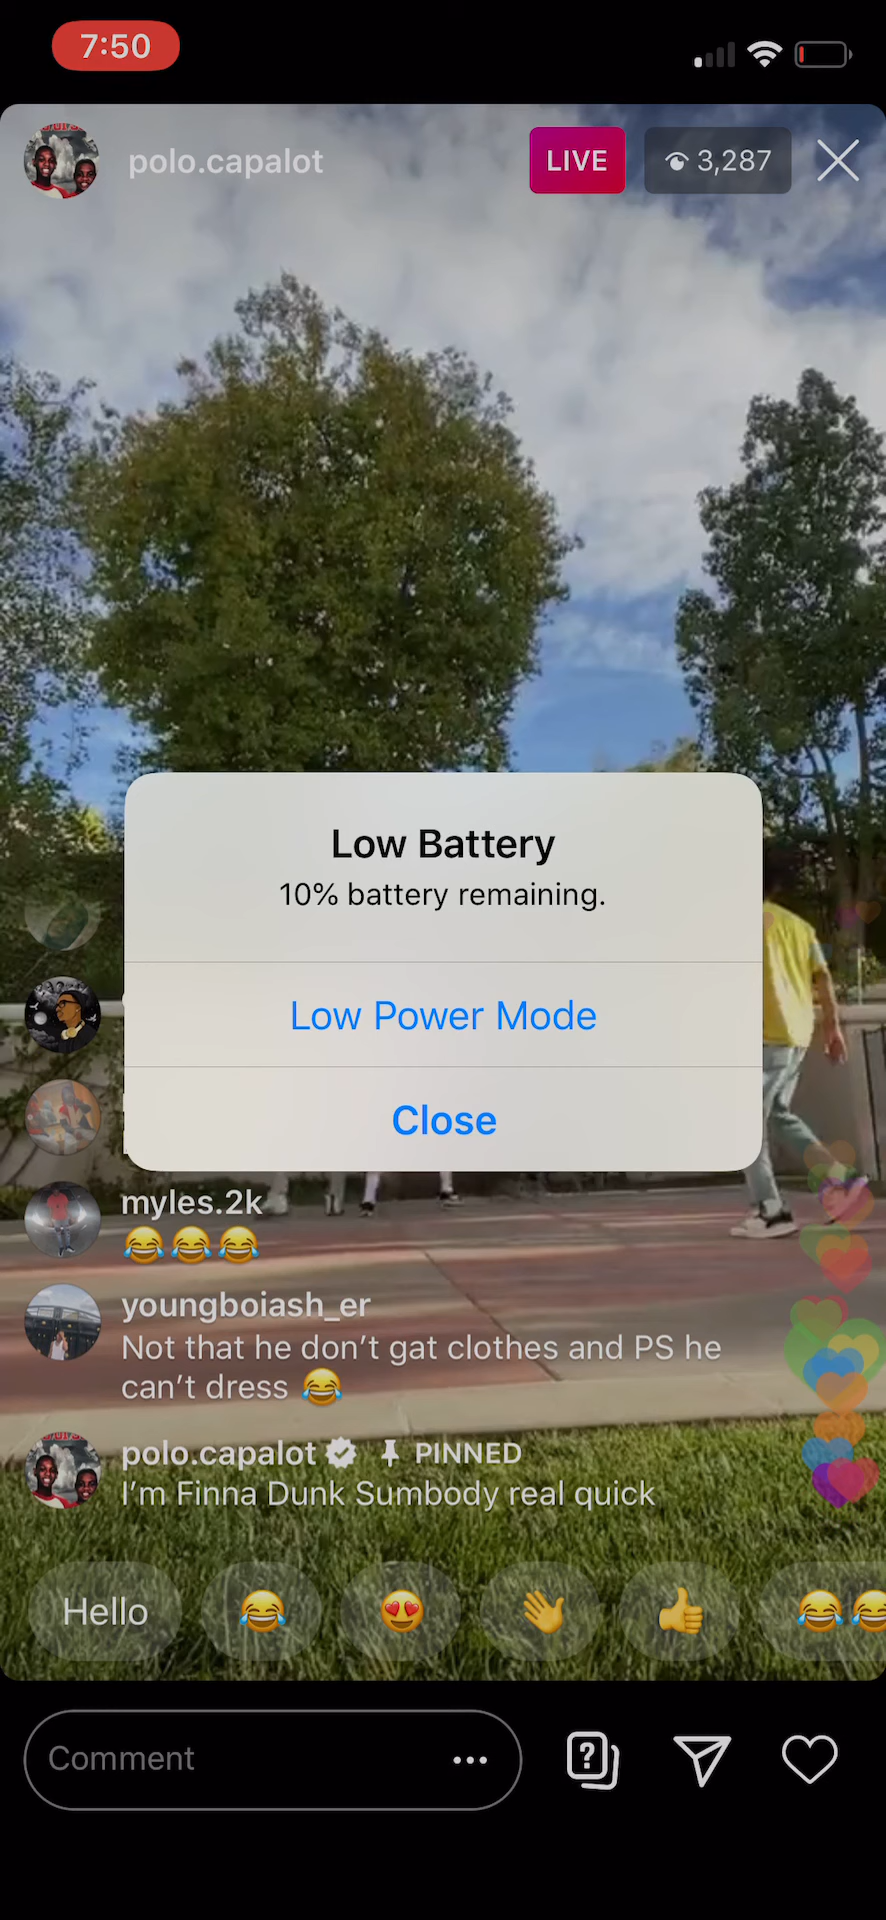 7:50
polo.capalot
LIVE
3,287
Low Battery
10% battery remaining.
Low Power Mode
Close
myles.2k
😂😂😂
youngboiash_er
Not that he don’t gat clothes and PS he
can’t dress 😂
polo.capalot PINNED
I’m Finna Dunk Sumbody real quick
Hello 😂 😍 👋 👍 😂😂
Comment